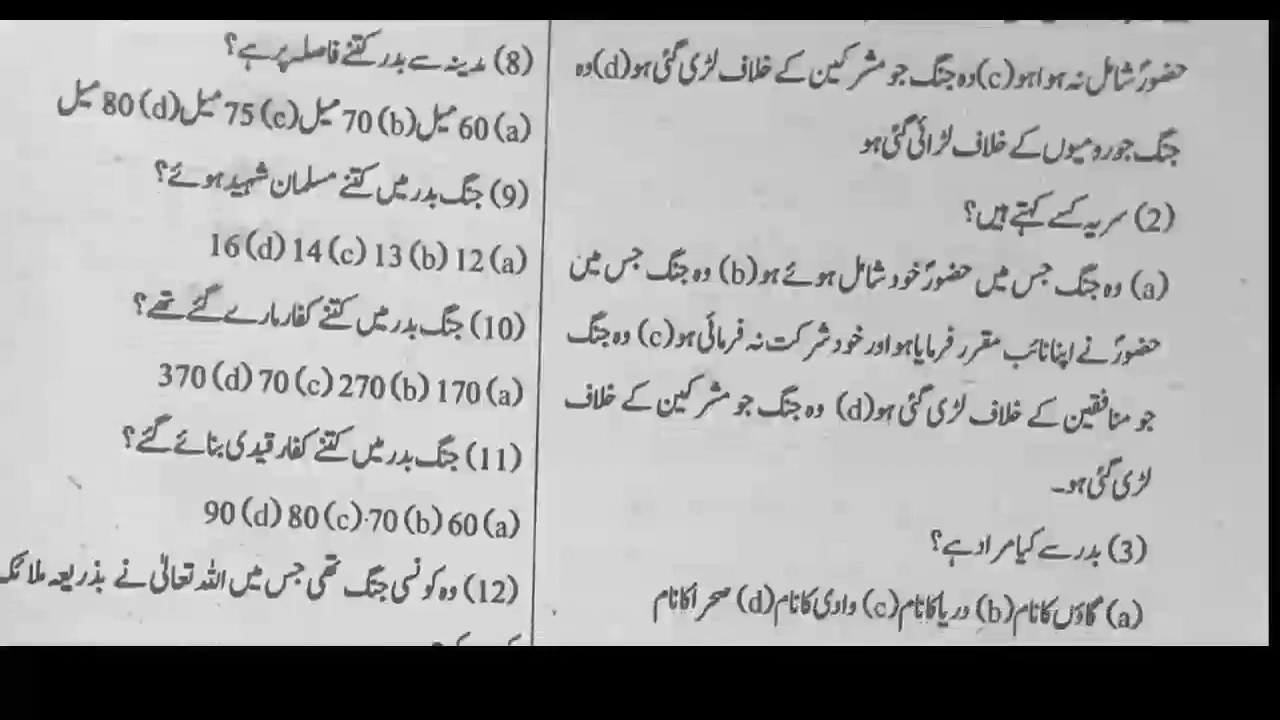 حضورؐ شامل نہ ہوا ہو (c) وہ جنگ جو مشرکین کے خلاف لڑی گئی ہو (d) وہ
جنگ جو رومیوں کے خلاف لڑائی گئی ہو
(2) سریہ کسے کہتے ہیں؟
(a) وہ جنگ جس میں حضورؐ خود شامل ہوئے ہو (b) وہ جنگ جس میں
حضورؐ نے اپنا نائب مقرر فرمایا ہو اور خود شرکت نہ فرمائی ہو (c) وہ جنگ
جو منافقین کے خلاف لڑی گئی ہو (d) وہ جنگ جو مشرکین کے خلاف
لڑی گئی ہو۔
(3) بدر سے کیا مراد ہے؟
(a) گاؤں کا نام (b) دریا کا نام (c) وادی کا نام (d) صحرا کا نام
(8) مدینہ سے بدر کتنے فاصلہ پر ہے؟
(a) 60 میل (b) 70 میل (c) 75 میل (d) 80 میل
(9) جنگ بدر میں کتنے مسلمان شہید ہوئے؟
(a) 12 (b) 13 (c) 14 (d) 16
(10) جنگ بدر میں کتنے کفار مارے گئے تھے؟
(a) 170 (b) 270 (c) 70 (d) 370
(11) جنگ بدر میں کتنے کفار قیدی بنائے گئے؟
(a) 60 (b) 70 (c) 80 (d) 90
(12) وہ کونسی جنگ تھی جس میں اللہ تعالیٰ نے بذریعہ ملائکہ